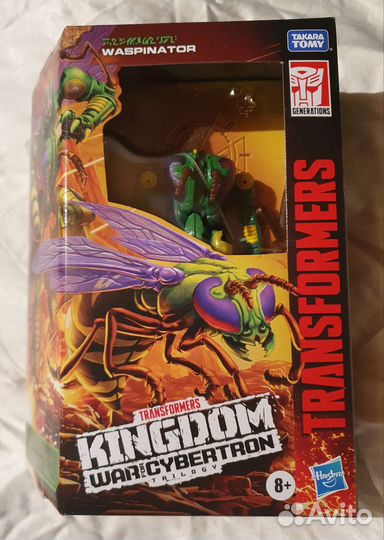 WASPINATOR
TAKARA
TOMY
GENERATIONS
TRANSFORMERS
TRANSFORMERS
KINGDOM
WAR FOR CYBERTRON
TRILOGY
8+
Hasbro
Avito